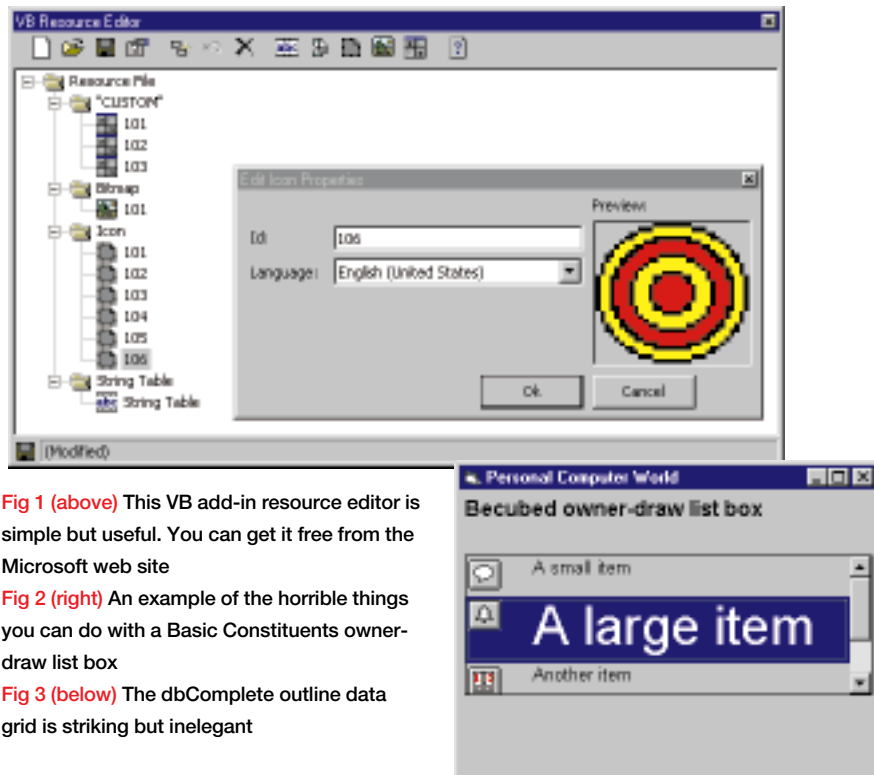 VB Resource Editor
Resource File
"CUSTOM"
101
102
103
Bitmap
101
Icon
101
102
103
104
105
106
String Table
abc String Table
(Modified)
Edit Icon Properties
Preview:
Id:
106
Language:
English (United States)
Ok
Cancel
Fig 1 (above) This VB add-in resource editor is
simple but useful. You can get it free from the
Microsoft web site
Fig 2 (right) An example of the horrible things
you can do with a Basic Constituents owner-
draw list box
Fig 3 (below) The dbComplete outline data
grid is striking but inelegant
Personal Computer World
Becubed owner-draw list box
A small item
A large item
Another item